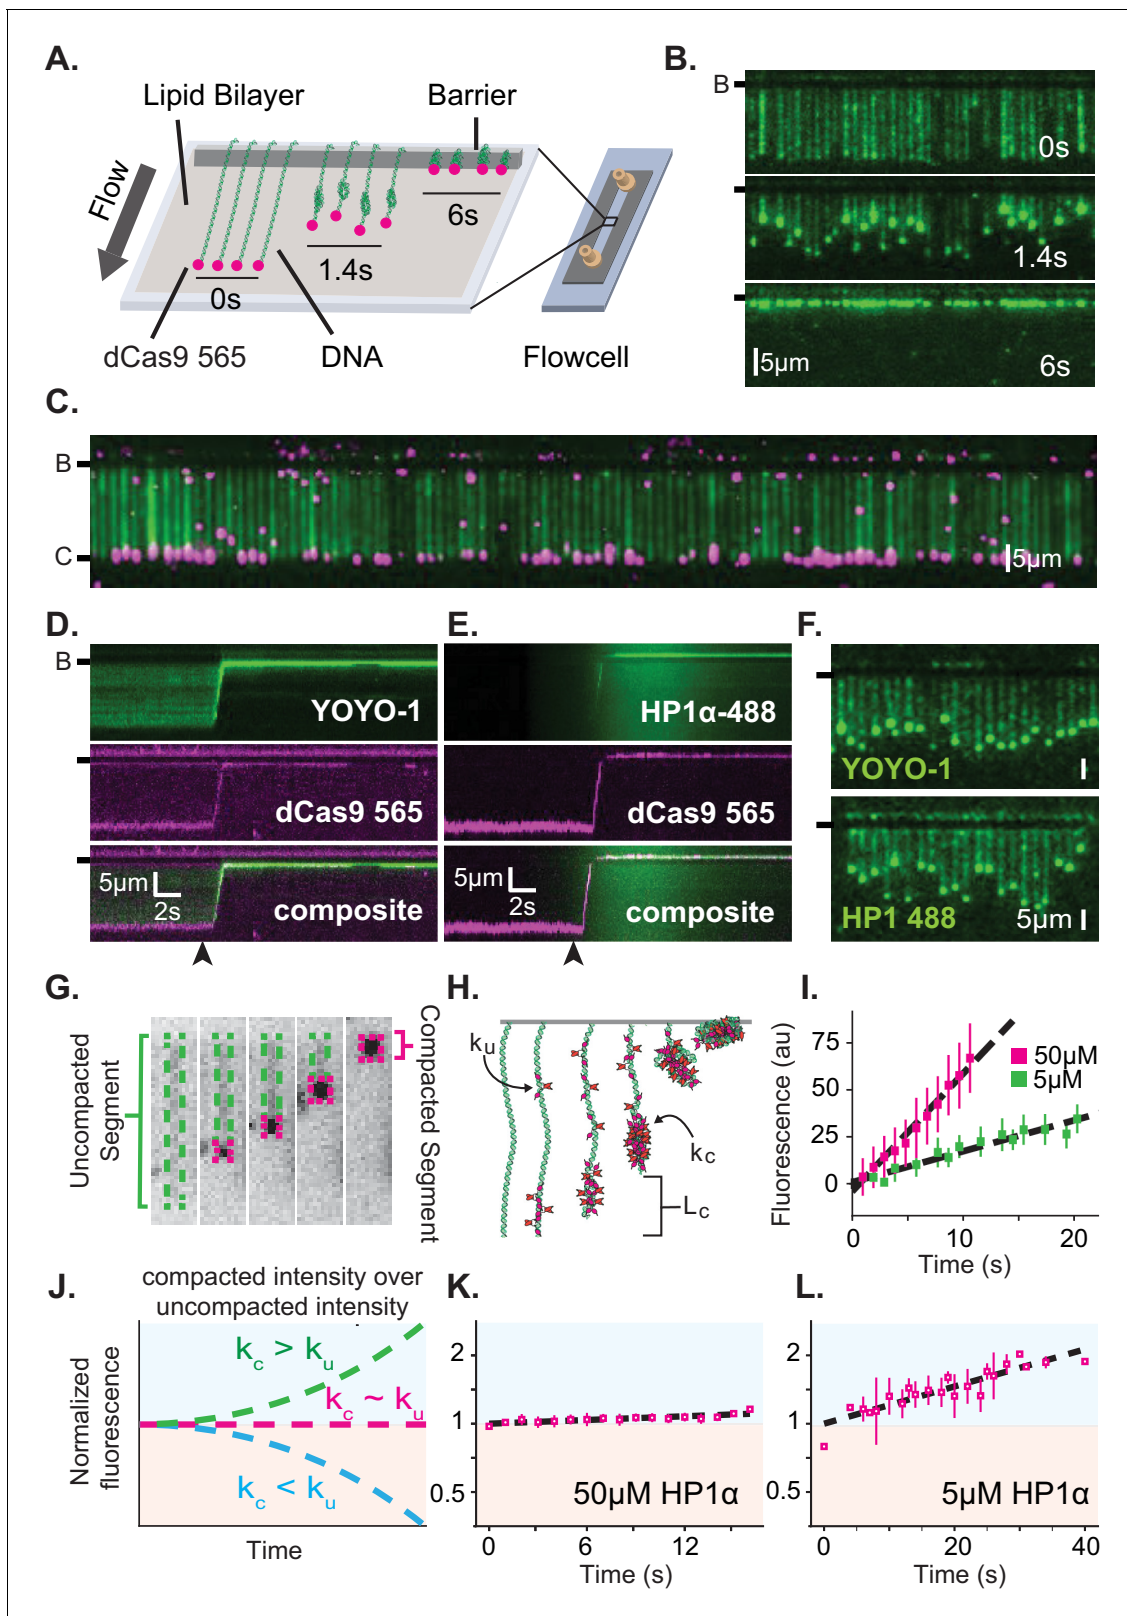 A.
Lipid Bilayer
Barrier
Flow
6s
1.4s
0s
dCas9 565
DNA
Flowcell
B.
B
0s
1.4s
5µm
6s
C.
B
C
5µm
D.
B
YOYO-1
dCas9 565
5µm
2s
composite
E.
HP1α-488
dCas9 565
5µm
2s
composite
F.
YOYO-1
HP1 488
5µm
G.
Uncompacted
Segment
Compacted Segment
H.
ku
kc
Lc
I.
Fluorescence (au)
75
50
25
0
50µM
5µM
0 10 20
Time (s)
J.
compacted intensity over
uncompacted intensity
Normalized
fluorescence
kc > ku
kc ~ ku
kc < ku
Time
K.
2
1
0.5
50µM HP1α
0 6 12
Time (s)
L.
2
1
0.5
5µM HP1α
0 20 40
Time (s)